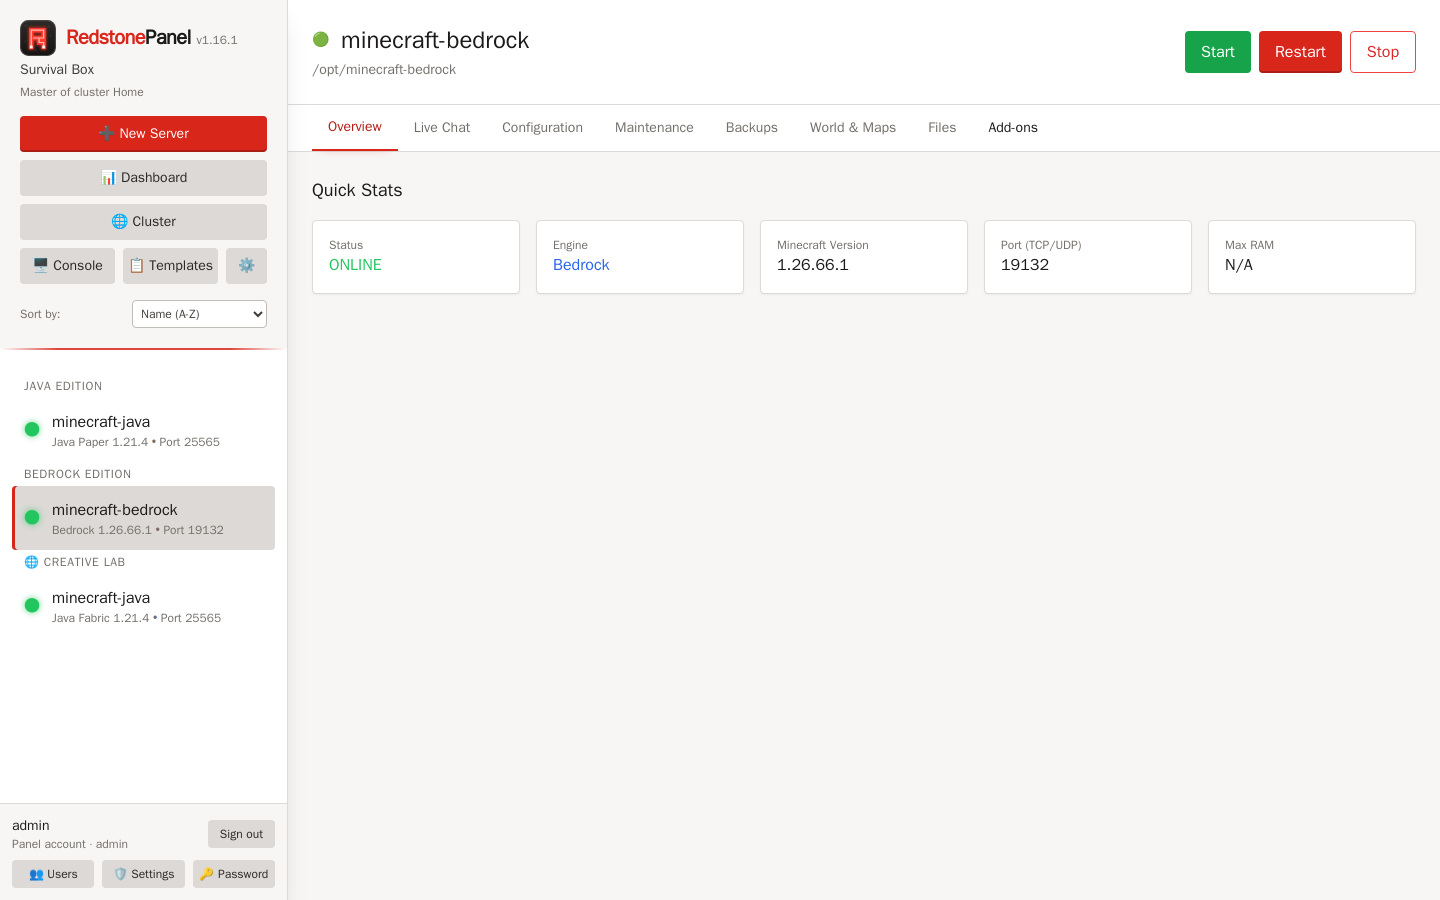 RedstonePanel v1.16.1
Survival Box
Master of cluster Home
➕ New Server
📊 Dashboard
🌐 Cluster
🖥️ Console
📋 Templates
⚙️
Sort by:
Name (A-Z)
JAVA EDITION
minecraft-java
Java Paper 1.21.4 • Port 25565
BEDROCK EDITION
minecraft-bedrock
Bedrock 1.26.66.1 • Port 19132
🌐 CREATIVE LAB
minecraft-java
Java Fabric 1.21.4 • Port 25565
admin
Panel account · admin
Sign out
👥 Users
🛡️ Settings
🔑 Password
minecraft-bedrock
/opt/minecraft-bedrock
Start
Restart
Stop
Overview
Live Chat
Configuration
Maintenance
Backups
World & Maps
Files
Add-ons
Quick Stats
Status
ONLINE
Engine
Bedrock
Minecraft Version
1.26.66.1
Port (TCP/UDP)
19132
Max RAM
N/A